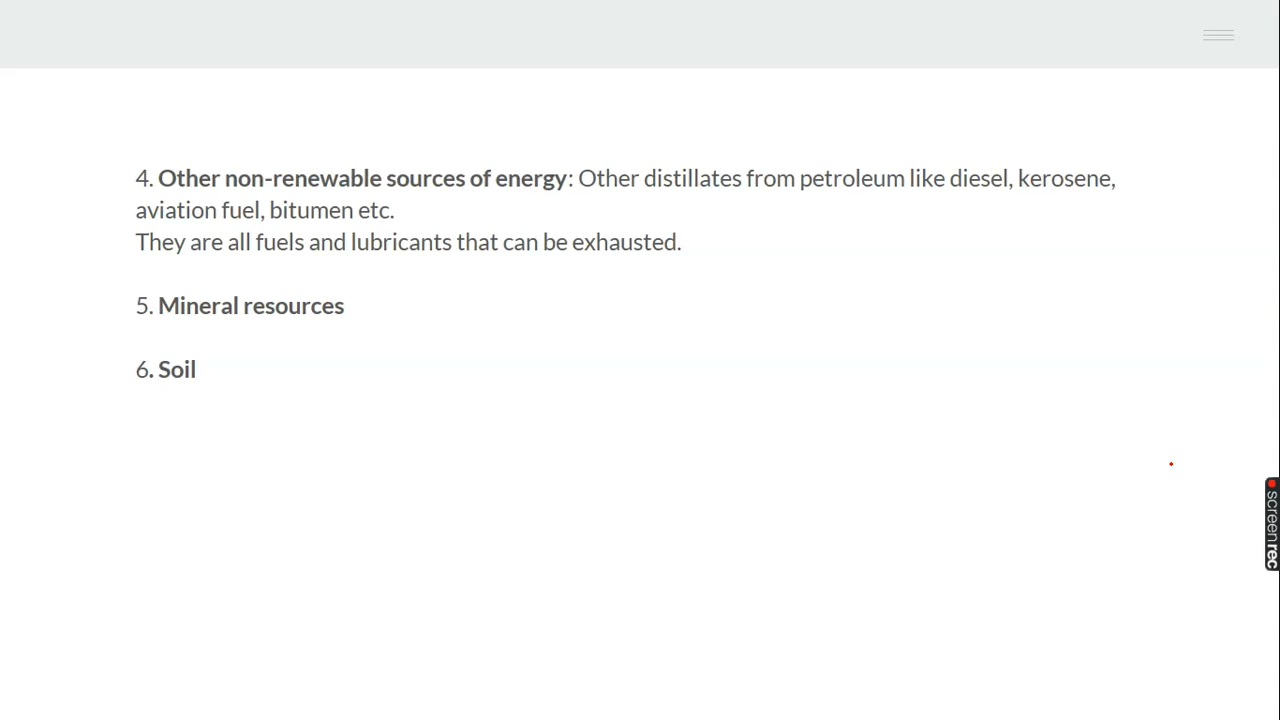 4. Other non-renewable sources of energy: Other distillates from petroleum like diesel, kerosene,
aviation fuel, bitumen etc.
They are all fuels and lubricants that can be exhausted.
5. Mineral resources
6. Soil
screenrec